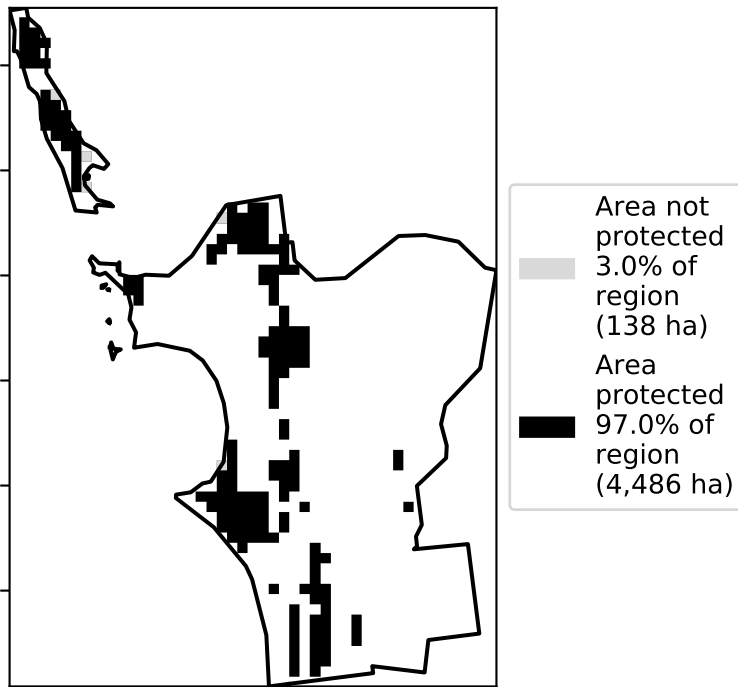 Area not
protected
3.0% of
region
(138 ha)
Area
protected
97.0% of
region
(4,486 ha)